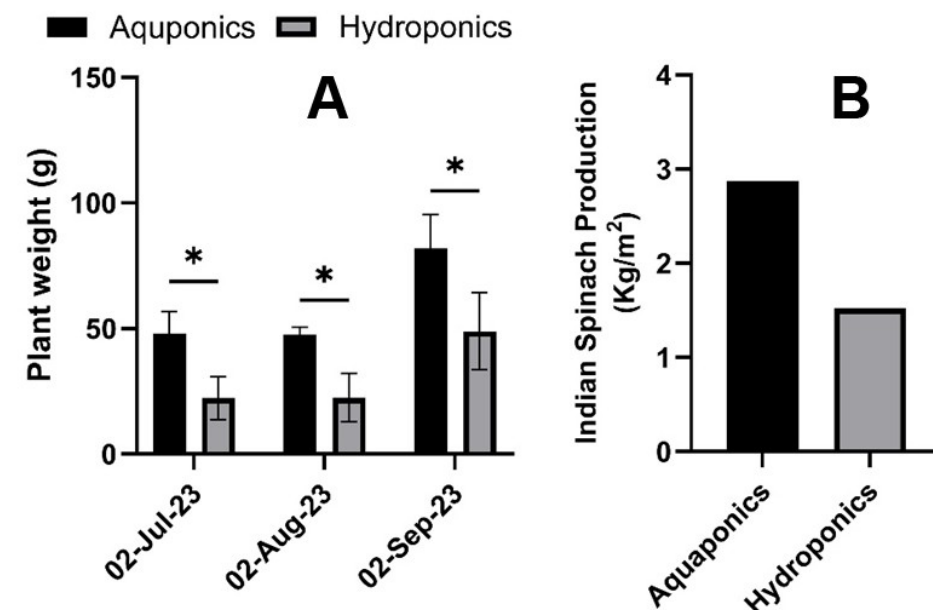 Aquponics Hydroponics
A
Plant weight (g)
150
100
50
0
*
*
*
02-Jul-23
02-Aug-23
02-Sep-23
B
Indian Spinach Production
(Kg/m²)
4
3
2
1
0
Aquaponics
Hydroponics